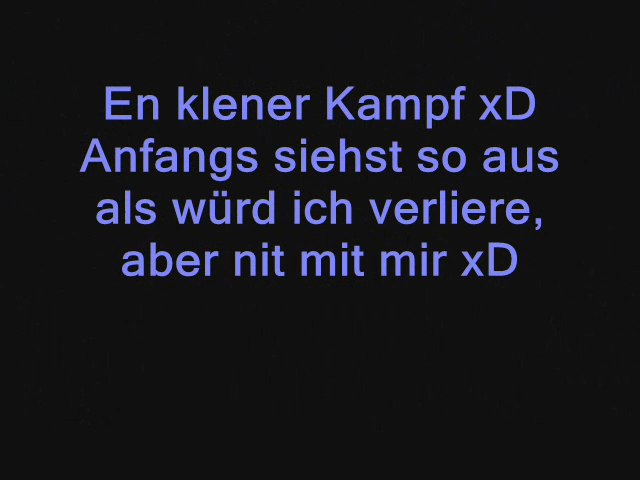 En klener Kampf xD
Anfangs siehst so aus
als würd ich verliere,
aber nit mit mir xD